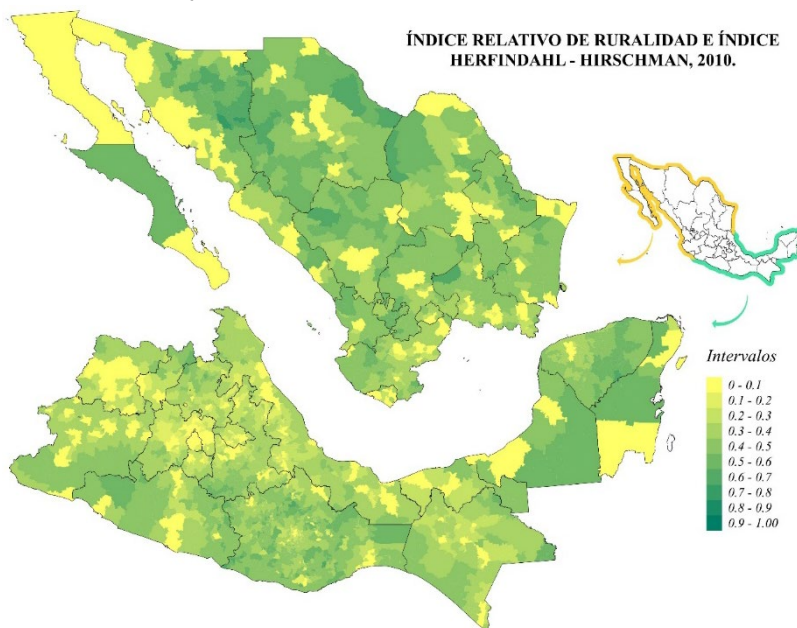 ÍNDICE RELATIVO DE RURALIDAD E ÍNDICE
HERFINDAHL - HIRSCHMAN, 2010.
Intervalos
0 - 0.1
0.1 - 0.2
0.2 - 0.3
0.3 - 0.4
0.4 - 0.5
0.5 - 0.6
0.6 - 0.7
0.7 - 0.8
0.8 - 0.9
0.9 - 1.00